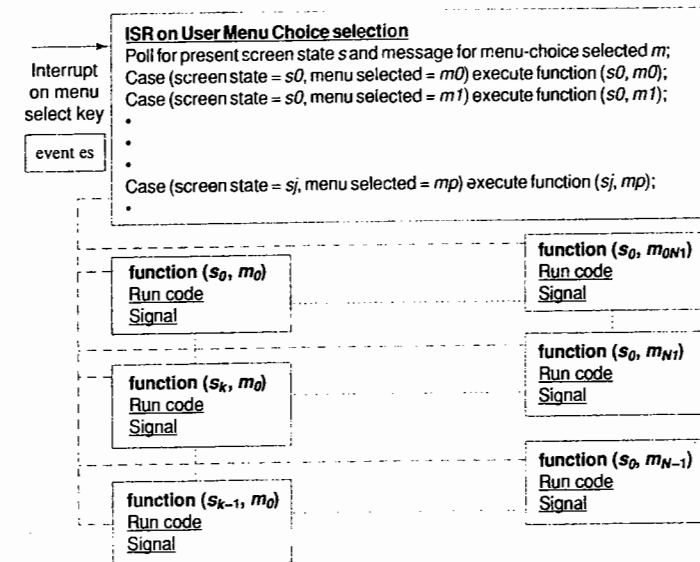 ISR on User Menu Choice selection
Poll for present screen state s and message for menu-choice selected m;
Case (screen state = s0, menu selected = m0) execute function (s0, m0);
Case (screen state = s0, menu selected = m1) execute function (s0, m1);
•
•
•
•
Case (screen state = sj, menu selected = mp) execute function (sj, mp);
•
Interrupt
on menu
select key
event es
function (s0, m0)
Run code
Signal
function (s0, m0N1)
Run code
Signal
function (sk, m0)
Run code
Signal
function (s0, mN1)
Run code
Signal
function (sk–1, m0)
Run code
Signal
function (s0, mN–1)
Run code
Signal